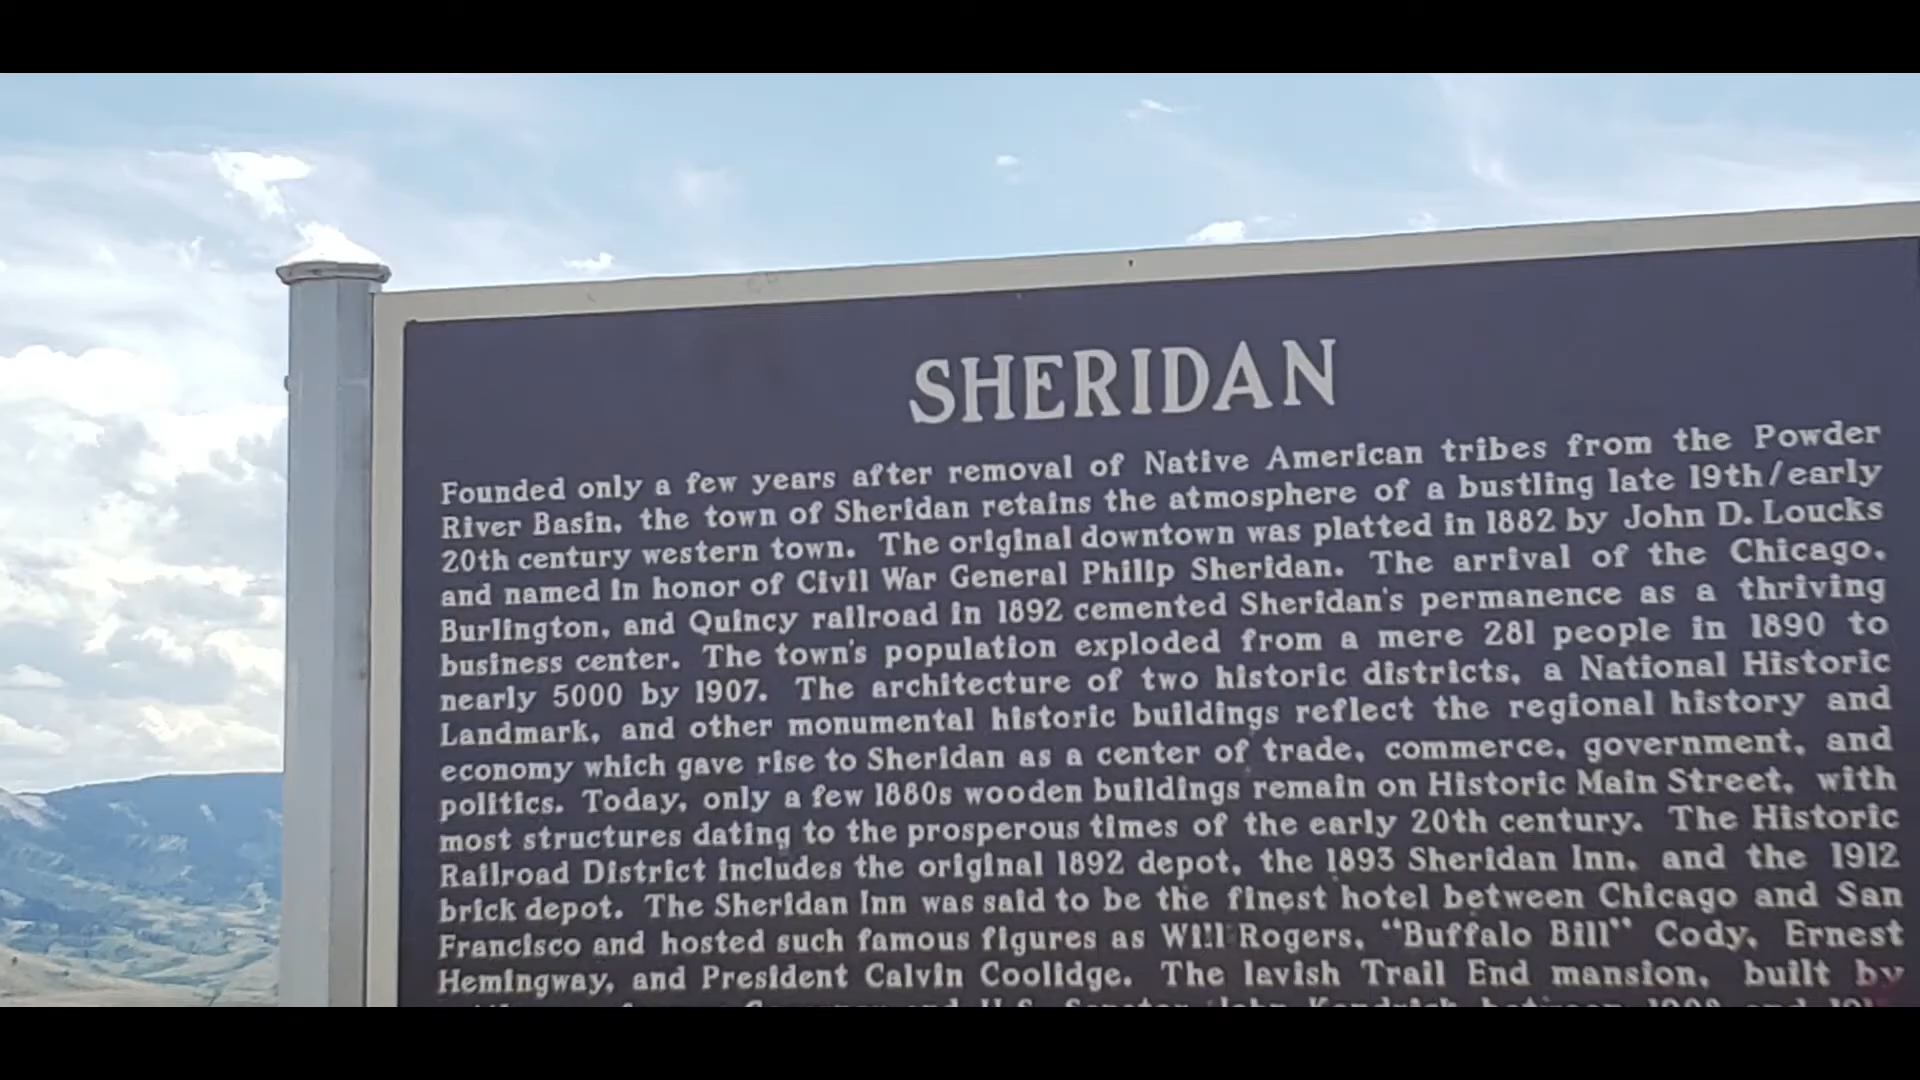 SHERIDAN
Founded only a few years after removal of Native American tribes from the Powder
River Basin, the town of Sheridan retains the atmosphere of a bustling late 19th/early
20th century western town. The original downtown was platted in 1882 by John D. Loucks
and named in honor of Civil War General Philip Sheridan. The arrival of the Chicago,
Burlington, and Quincy railroad in 1892 cemented Sheridan's permanence as a thriving
business center. The town's population exploded from a mere 281 people in 1890 to
nearly 5000 by 1907. The architecture of two historic districts, a National Historic
Landmark, and other monumental historic buildings reflect the regional history and
economy which gave rise to Sheridan as a center of trade, commerce, government, and
politics. Today, only a few 1880s wooden buildings remain on Historic Main Street, with
most structures dating to the prosperous times of the early 20th century. The Historic
Railroad District includes the original 1892 depot, the 1893 Sheridan Inn, and the 1912
brick depot. The Sheridan Inn was said to be the finest hotel between Chicago and San
Francisco and hosted such famous figures as Will Rogers, "Buffalo Bill" Cody, Ernest
Hemingway, and President Calvin Coolidge. The lavish Trail End mansion, built by
Governor and U.S. Senator John Kendrick between